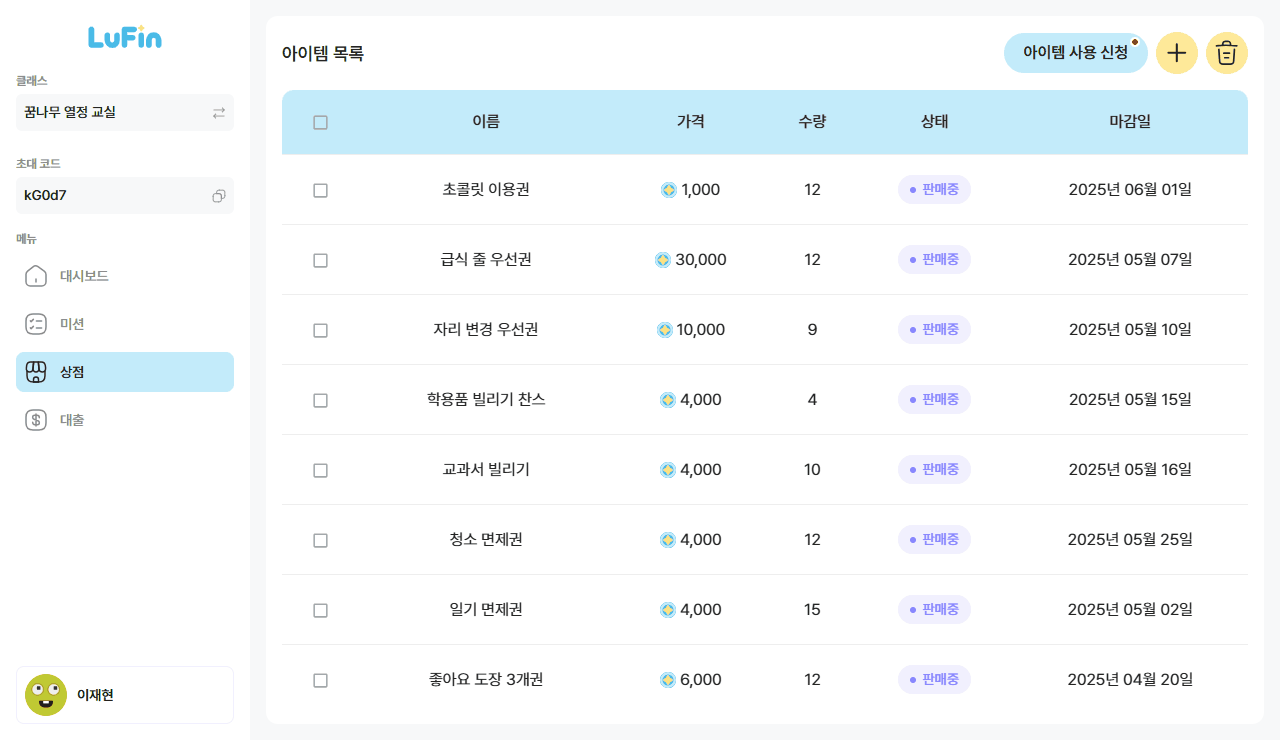 LuFin
클래스
꿈나무 열정 교실
초대 코드
kG0d7
메뉴
대시보드
미션
상점
대출
이재현
아이템 목록
아이템 사용 신청
이름 가격 수량 상태 마감일
초콜릿 이용권 1,000 12 판매중 2025년 06월 01일
급식 줄 우선권 30,000 12 판매중 2025년 05월 07일
자리 변경 우선권 10,000 9 판매중 2025년 05월 10일
학용품 빌리기 찬스 4,000 4 판매중 2025년 05월 15일
교과서 빌리기 4,000 10 판매중 2025년 05월 16일
청소 면제권 4,000 12 판매중 2025년 05월 25일
일기 면제권 4,000 15 판매중 2025년 05월 02일
좋아요 도장 3개권 6,000 12 판매중 2025년 04월 20일